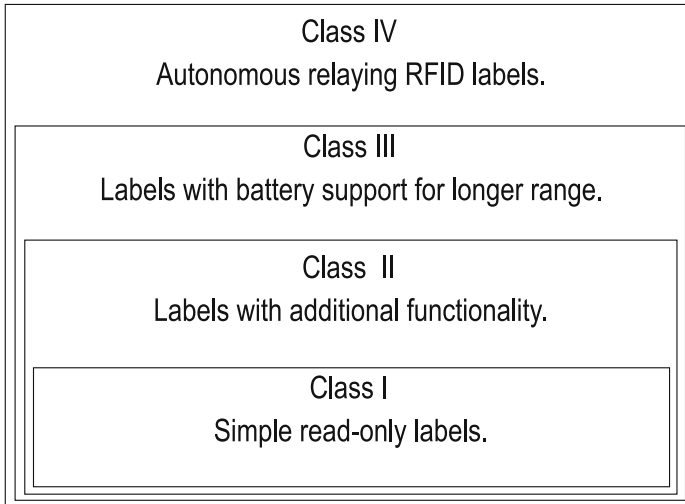 Class IV
Autonomous relaying RFID labels.
Class III
Labels with battery support for longer range.
Class II
Labels with additional functionality.
Class I
Simple read-only labels.